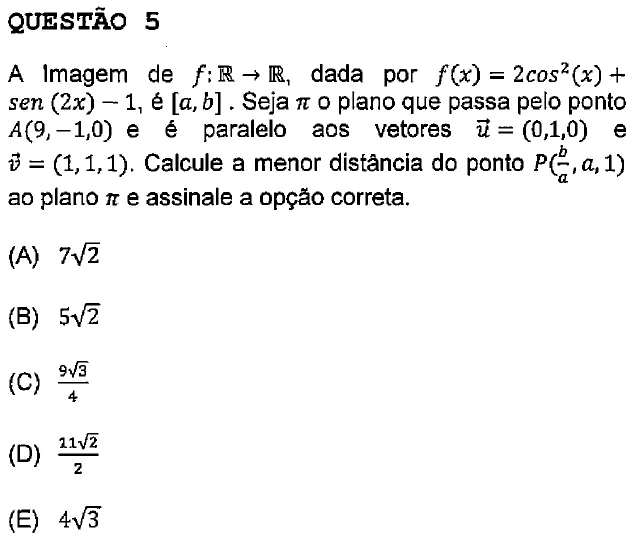 QUESTÃO 5
A Imagem de f: ℝ → ℝ, dada por f(x) = 2cos²(x) +
sen (2x) − 1, é [a, b] . Seja π o plano que passa pelo ponto
A(9, −1,0) e é paralelo aos vetores u⃗ = (0,1,0) e
v⃗ = (1, 1, 1). Calcule a menor distância do ponto P(b/a, a, 1)
ao plano π e assinale a opção correta.
(A) 7√2
(B) 5√2
(C) 9√3/4
(D) 11√2/2
(E) 4√3